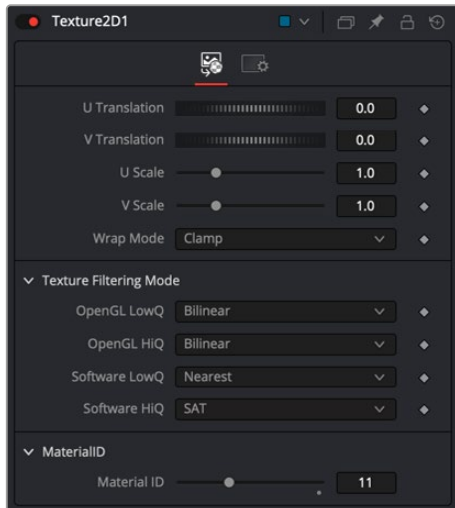 Texture2D1
U Translation 0.0
V Translation 0.0
U Scale 1.0
V Scale 1.0
Wrap Mode Clamp
Texture Filtering Mode
OpenGL LowQ Bilinear
OpenGL HiQ Bilinear
Software LowQ Nearest
Software HiQ SAT
MaterialID
Material ID 11